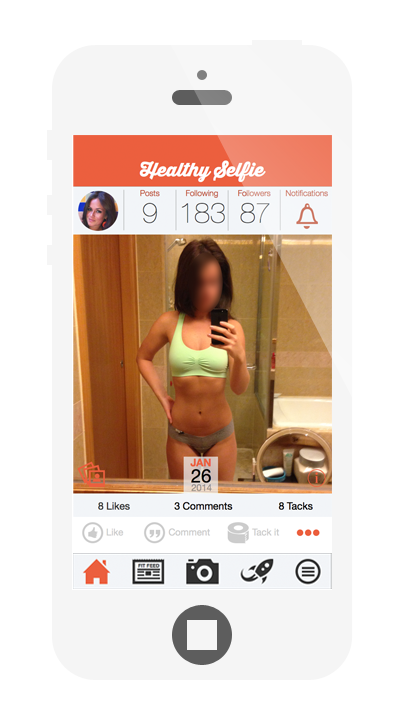 Healthy Selfie
Posts Following Followers Notifications
9 183 87
JAN
26
2014
8 Likes 3 Comments 8 Tacks
Like Comment Tack it
FIT FEED